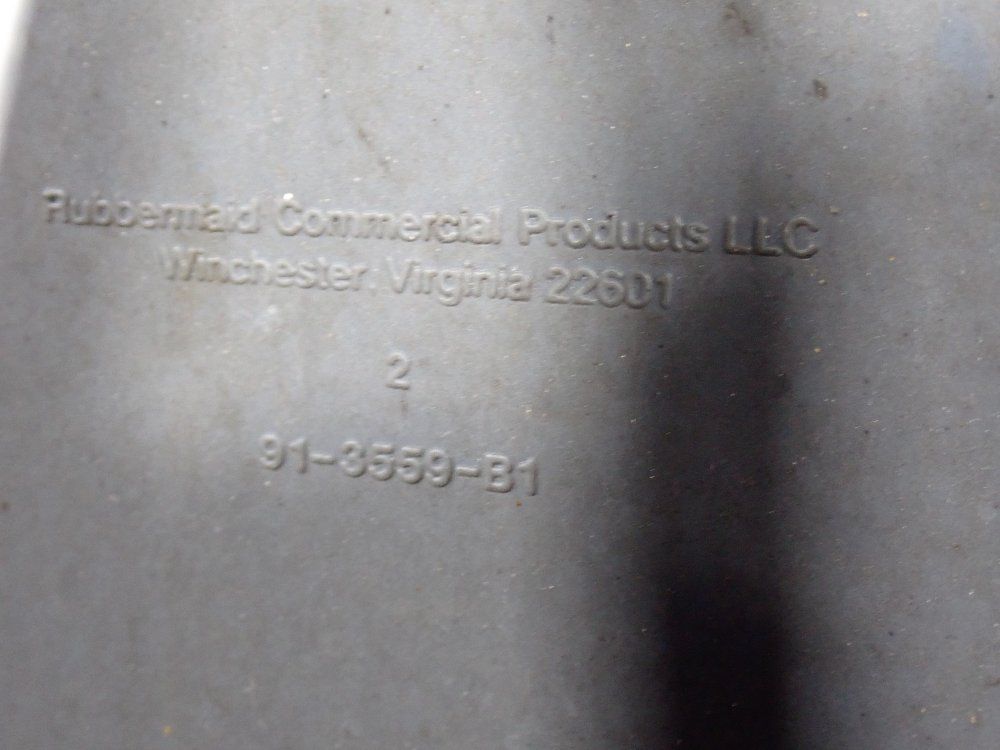 Rubbermaid Commercial Products LLC
Winchester, Virginia 22601
2
91-3559-B1